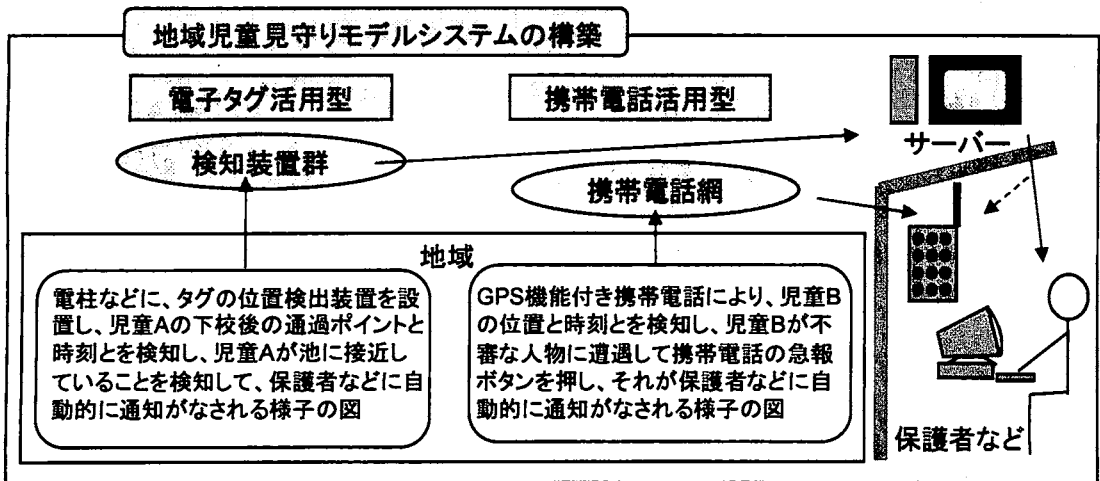 地域児童見守りモデルシステムの構築
電子タグ活用型
携帯電話活用型
サーバー
検知装置群
携帯電話網
地域
電柱などに、タグの位置検出装置を設
置し、児童Aの下校後の通過ポイントと
時刻とを検知し、児童Aが池に接近し
ていることを検知して、保護者などに自
動的に通知がなされる様子の図
GPS機能付き携帯電話により、児童B
の位置と時刻とを検知し、児童Bが不
審な人物に遭遇して携帯電話の急報
ボタンを押し、それが保護者などに自
動的に通知がなされる様子の図
保護者など